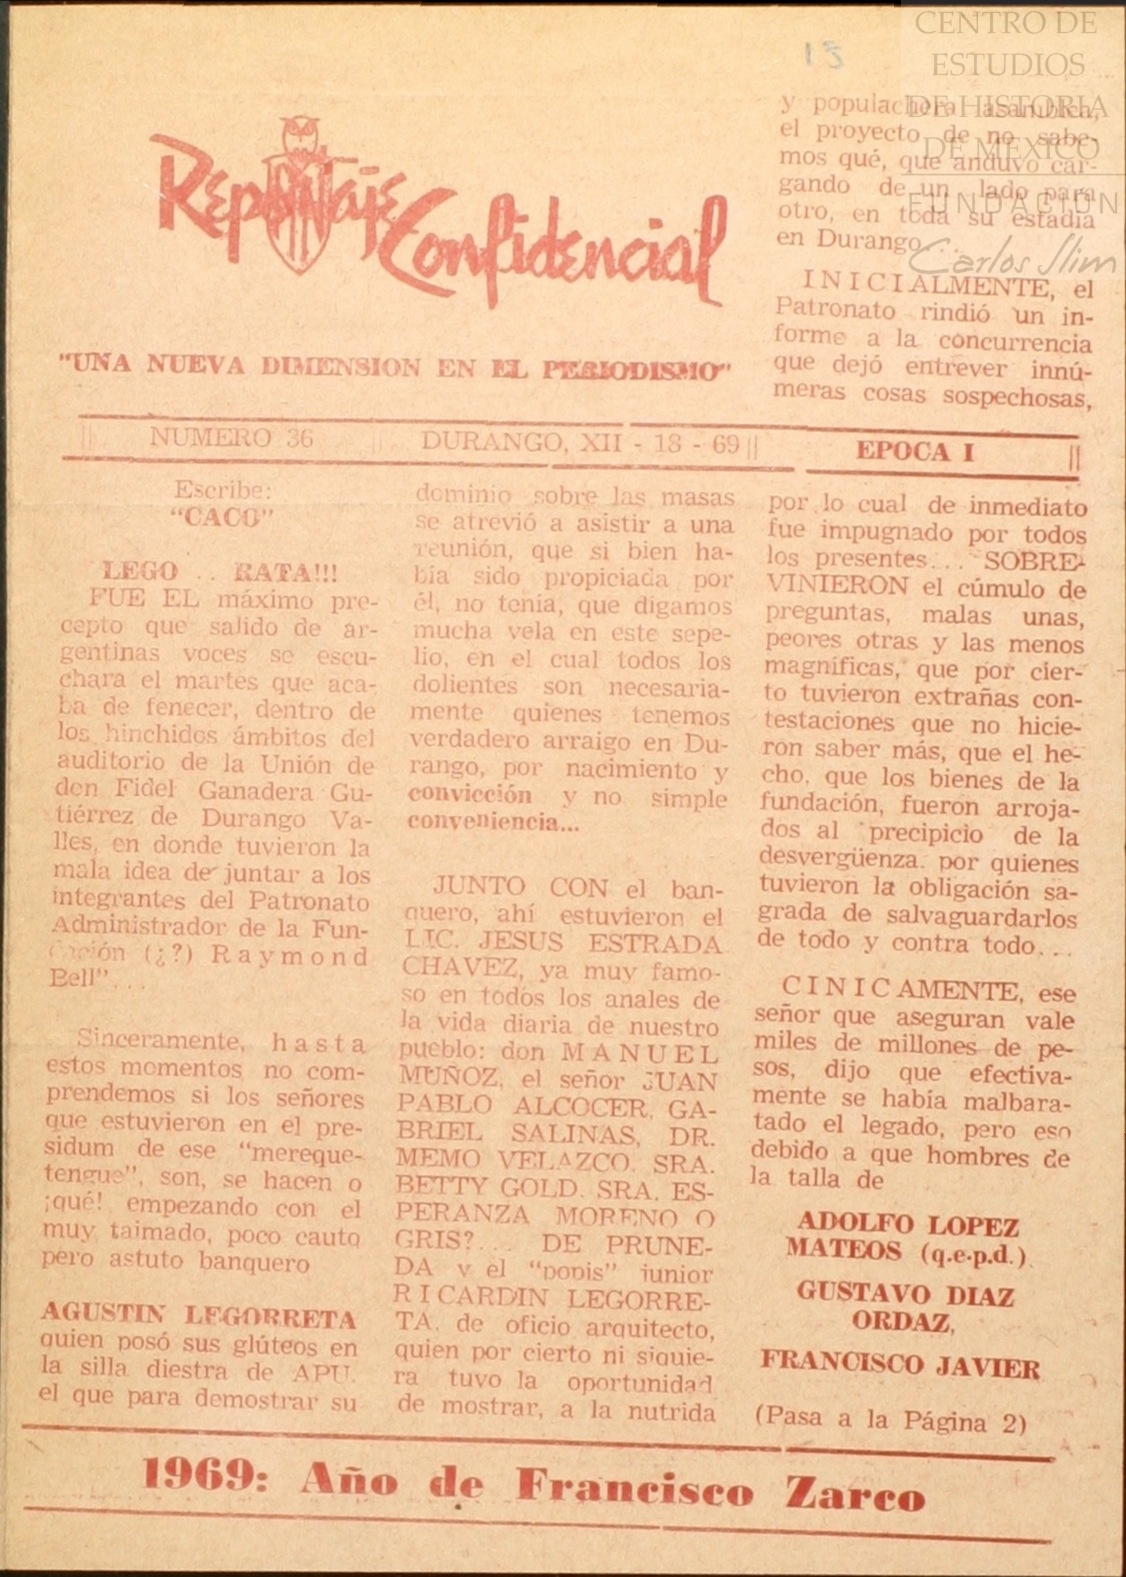 CENTRO DE
ESTUDIOS
DE HISTORIA
DE MÉXICO
FUNDACIÓN
Carlos Slim
13
Reportaje
Confidencial
"UNA NUEVA DIMENSION EN EL PERIODISMO"
NUMERO 36
DURANGO, XII - 18 - 69
EPOCA I
Escribe:
"CACO"
LEGO .. RATA!!!
FUE EL máximo pre-
cepto que salido de ar-
gentinas voces se escu-
chara el martes que aca-
ba de fenecer, dentro de
los hinchidos ámbitos del
auditorio de la Unión de
don Fidel Ganadera Gu-
tiérrez de Durango Va-
lles, en donde tuvieron la
mala idea de juntar a los
integrantes del Patronato
Administrador de la Fun-
dación (¿?) Raymond
Bell"...
Sinceramente, hasta
estos momentos no com-
prendemos si los señores
que estuvieron en el pre-
sidum de ese "mereque-
tengue", son, se hacen o
¡qué! empezando con el
muy taimado, poco cauto
pero astuto banquero
AGUSTIN LEGORRETA
quien posó sus glúteos en
la silla diestra de APU.
el que para demostrar su
dominio sobre las masas
se atrevió a asistir a una
reunión, que si bien ha-
bía sido propiciada por
él, no tenía, que digamos
mucha vela en este sepe-
lio, en el cual todos los
dolientes son necesaria-
mente quienes tenemos
verdadero arraigo en Du-
rango, por nacimiento y
convicción y no simple
conveniencia...
JUNTO CON el ban-
quero, ahí estuvieron el
LIC. JESUS ESTRADA
CHAVEZ, ya muy famo-
so en todos los anales de
la vida diaria de nuestro
pueblo: don MANUEL
MUÑOZ, el señor JUAN
PABLO ALCOCER, GA-
BRIEL SALINAS, DR.
MEMO VELAZCO. SRA.
BETTY GOLD. SRA. ES-
PERANZA MORENO O
GRIS?... DE PRUNE-
DA y el "popis" junior
RICARDIN LEGORRE-
TA. de oficio arquitecto,
quien por cierto ni siquie-
ra tuvo la oportunidad
de mostrar, a la nutrida
y populachera asamblea,
el proyecto de no sabe-
mos qué, que anduvo car-
gando de un lado para
otro, en toda su estadía
en Durango...
INICIALMENTE, el
Patronato rindió un in-
forme a la concurrencia
que dejó entrever innú-
meras cosas sospechosas,
por lo cual de inmediato
fue impugnado por todos
los presentes... SOBRE-
VINIERON el cúmulo de
preguntas, malas unas,
peores otras y las menos
magníficas, que por cier-
to tuvieron extrañas con-
testaciones que no hicie-
ron saber más, que el he-
cho, que los bienes de la
fundación, fueron arroja-
dos al precipicio de la
desvergüenza. por quienes
tuvieron la obligación sa-
grada de salvaguardarlos
de todo y contra todo...
CINICAMENTE, ese
señor que aseguran vale
miles de millones de pe-
sos, dijo que efectiva-
mente se había malbara-
tado el legado, pero eso
debido a que hombres de
la talla de
ADOLFO LOPEZ
MATEOS (q.e.p.d.)
GUSTAVO DIAZ
ORDAZ,
FRANCISCO JAVIER
(Pasa a la Página 2)
1969: Año de Francisco Zarco